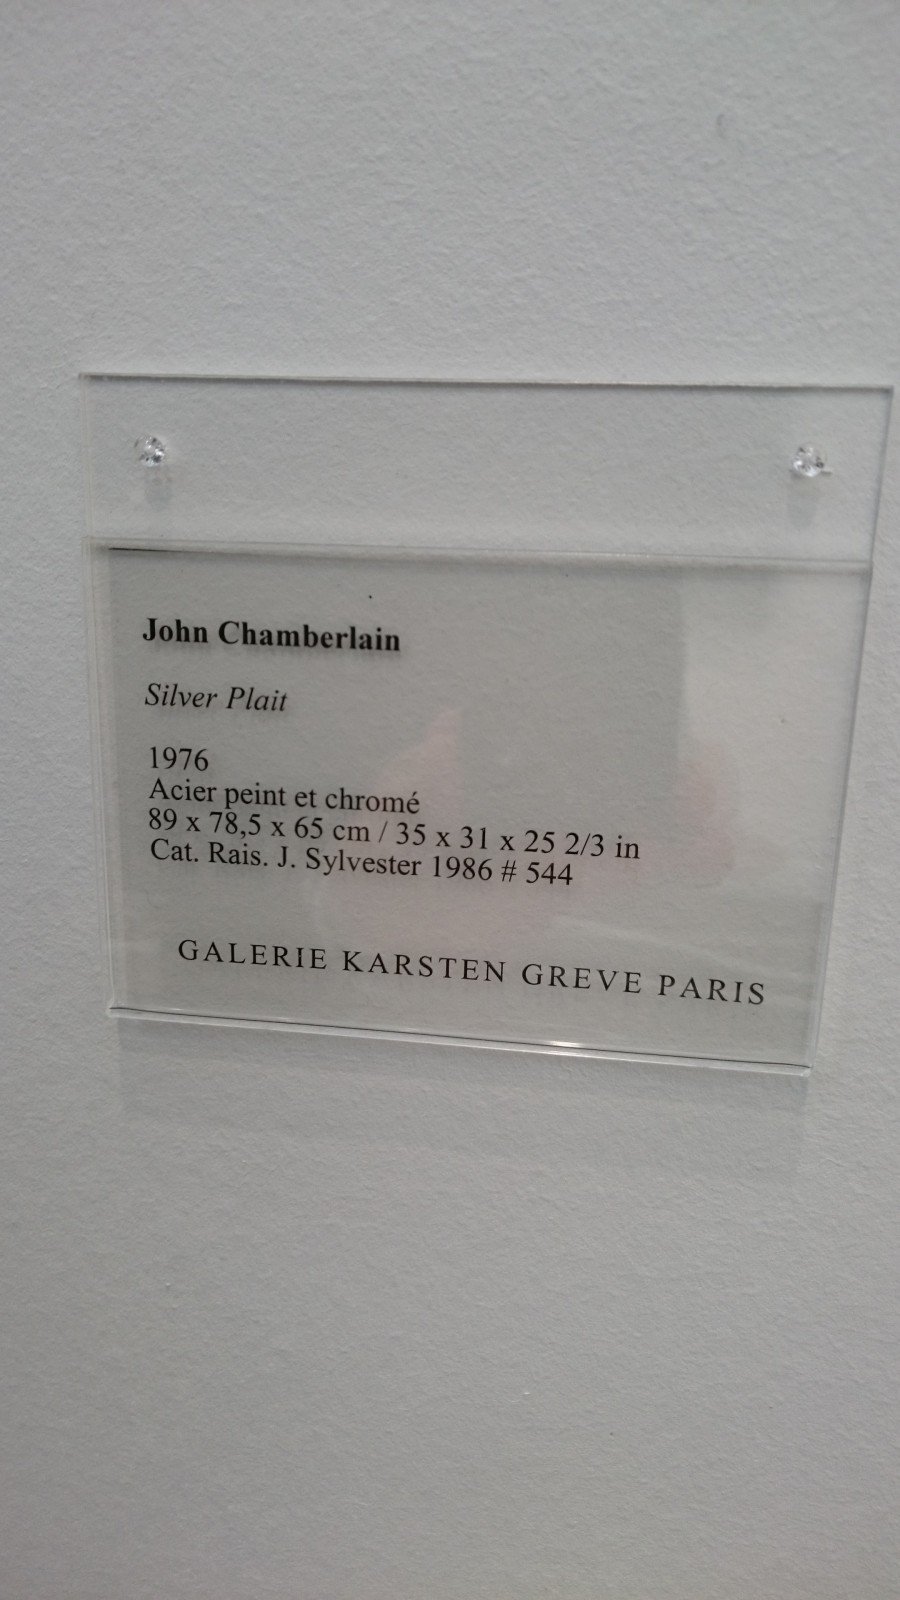 John Chamberlain
Silver Plait
1976
Acier peint et chromé
89 x 78,5 x 65 cm / 35 x 31 x 25 2/3 in
Cat. Rais. J. Sylvester 1986 # 544
GALERIE KARSTEN GREVE PARIS